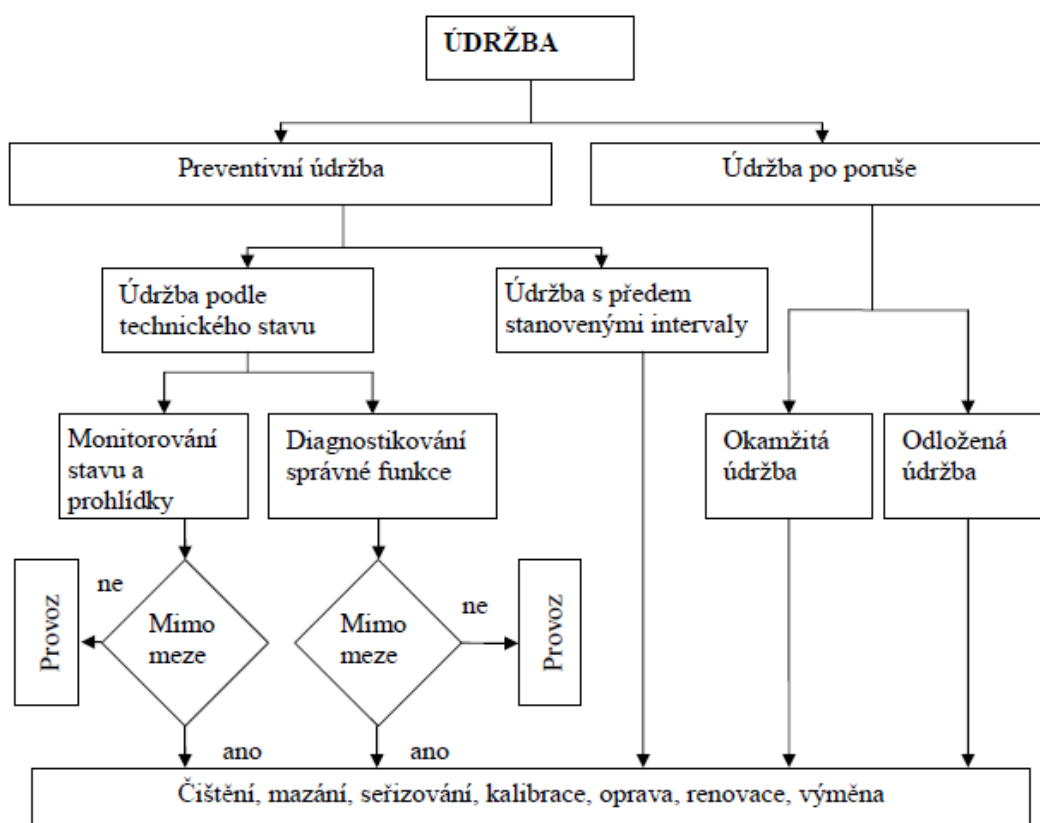 ÚDRŽBA
Preventivní údržba
Údržba po poruše
Údržba podle
technického stavu
Údržba s předem
stanovenými intervaly
Monitorování
stavu a
prohlídky
Diagnostikování
správné funkce
Okamžitá
údržba
Odložená
údržba
Provoz
ne
Mimo
meze
Mimo
meze
ne
Provoz
ano
ano
Čištění, mazání, seřizování, kalibrace, oprava, renovace, výměna